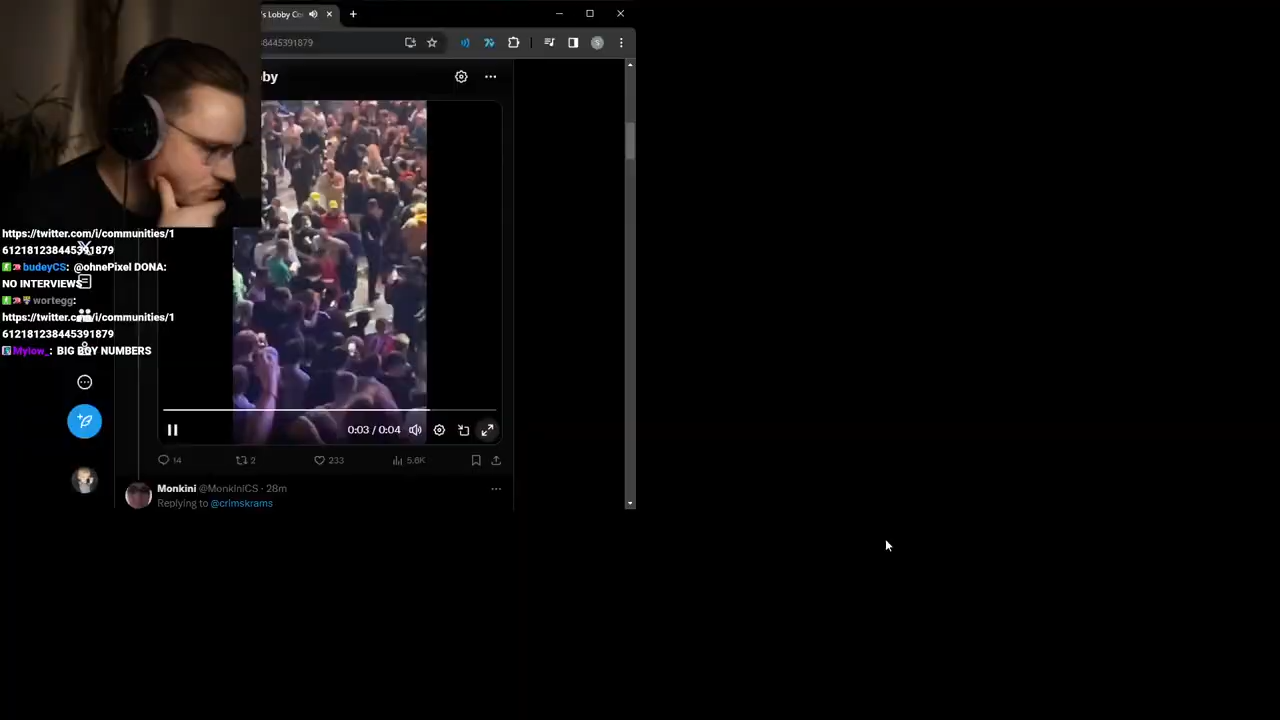 's Lobby Co
38445391879
by
https://twitter.com/i/communities/1
612181238445391879
budeyCS: @ohnePixel DONA:
NO INTERVIEWS
wortegg:
https://twitter.com/i/communities/1
612181238445391879
Mylow_: BIG BOY NUMBERS
0:03 / 0:04
14
2
233
5.6K
Monkini @MonkiniCS · 28m
Replying to @crimskrams